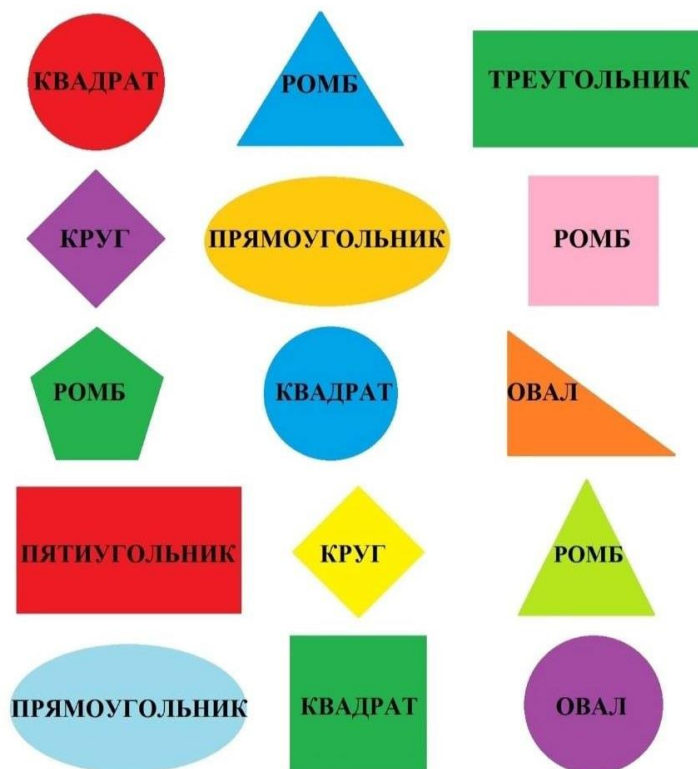 КВАДРАТ
РОМБ
ТРЕУГОЛЬНИК
КРУГ
ПРЯМОУГОЛЬНИК
РОМБ
РОМБ
КВАДРАТ
ОВАЛ
ПЯТИУГОЛЬНИК
КРУГ
РОМБ
ПРЯМОУГОЛЬНИК
КВАДРАТ
ОВАЛ